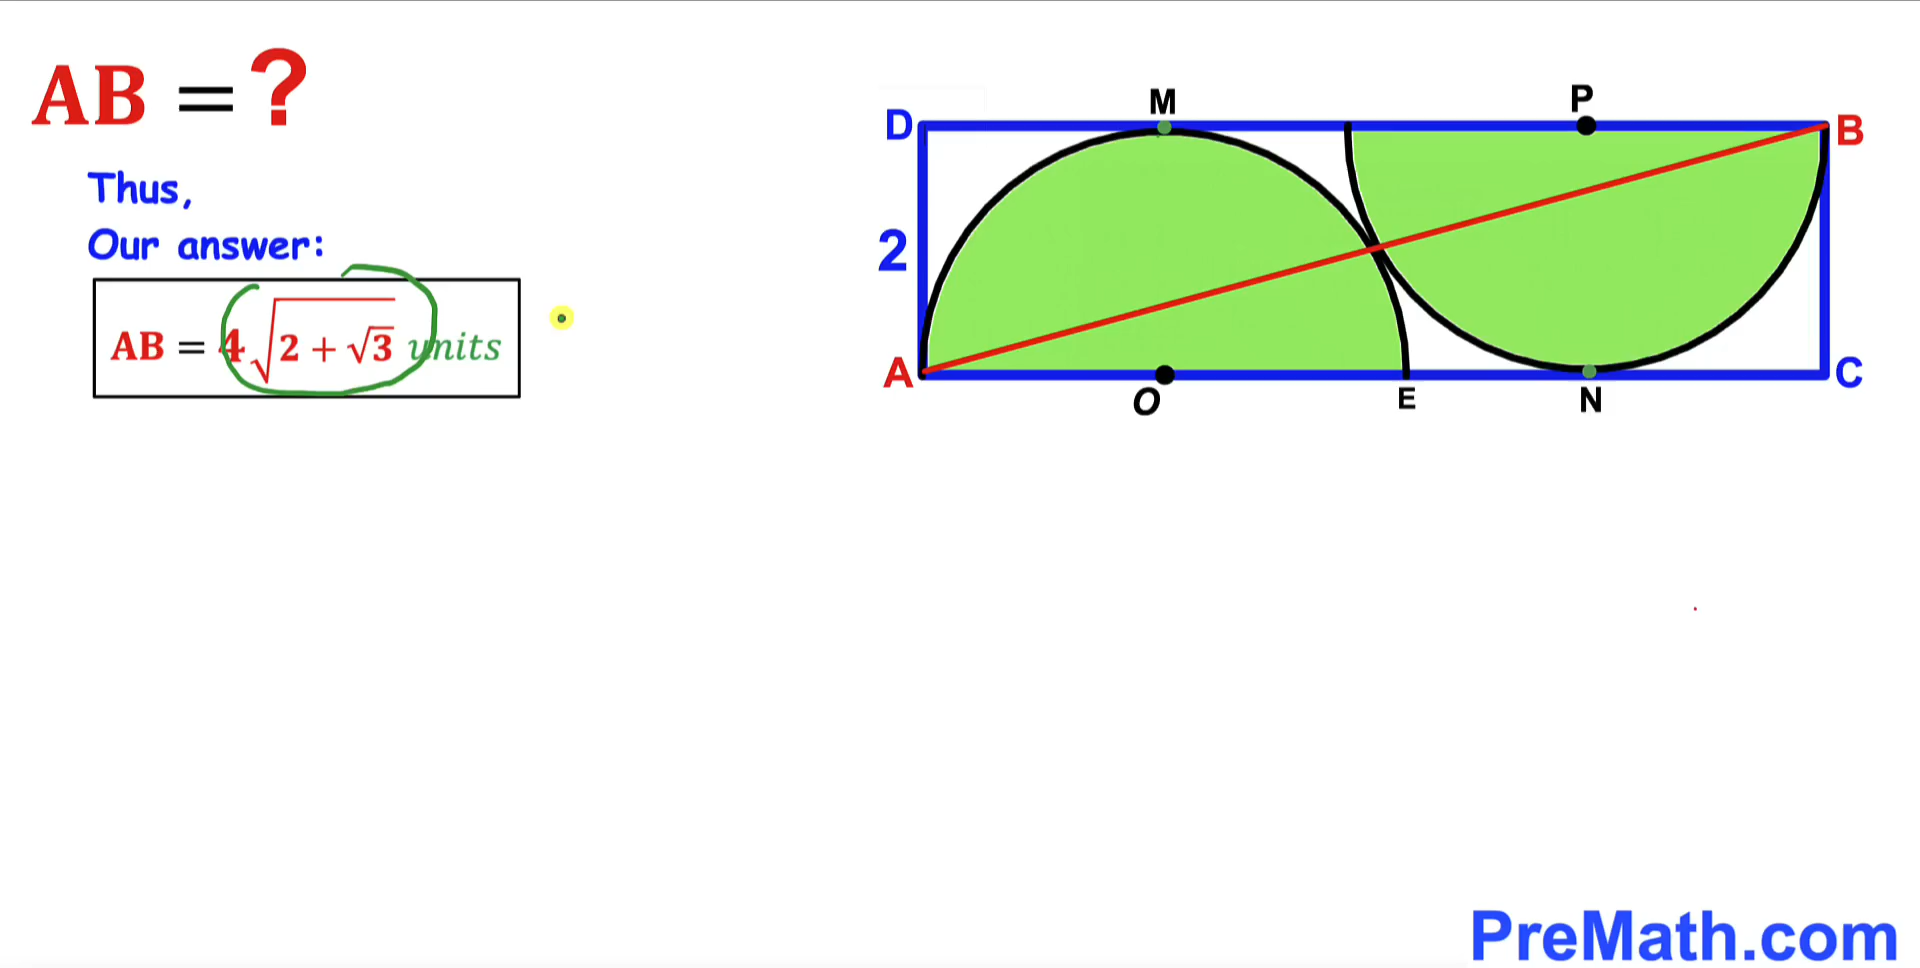 AB = ?
Thus,
Our answer:
AB = 4√(2 + √3) units
M
P
D
B
2
A
C
O
E
N
PreMath.com